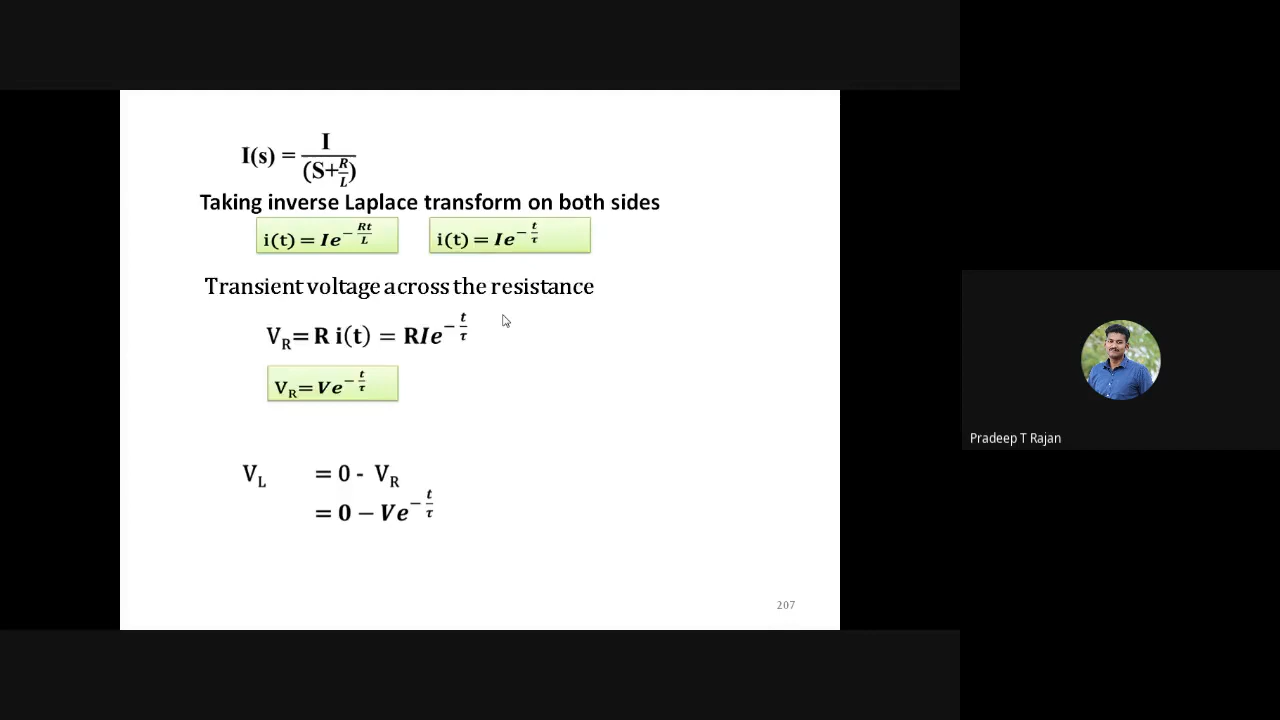 I(s) = I/(S+R/L)
Taking inverse Laplace transform on both sides
i(t) = Ie^(−Rt/L) i(t) = Ie^(−t/τ)
Transient voltage across the resistance
V_R= R i(t) = RIe^(−t/τ)
V_R= Ve^(−t/τ)
V_L = 0 - V_R
= 0 − Ve^(−t/τ)
207
Pradeep T Rajan